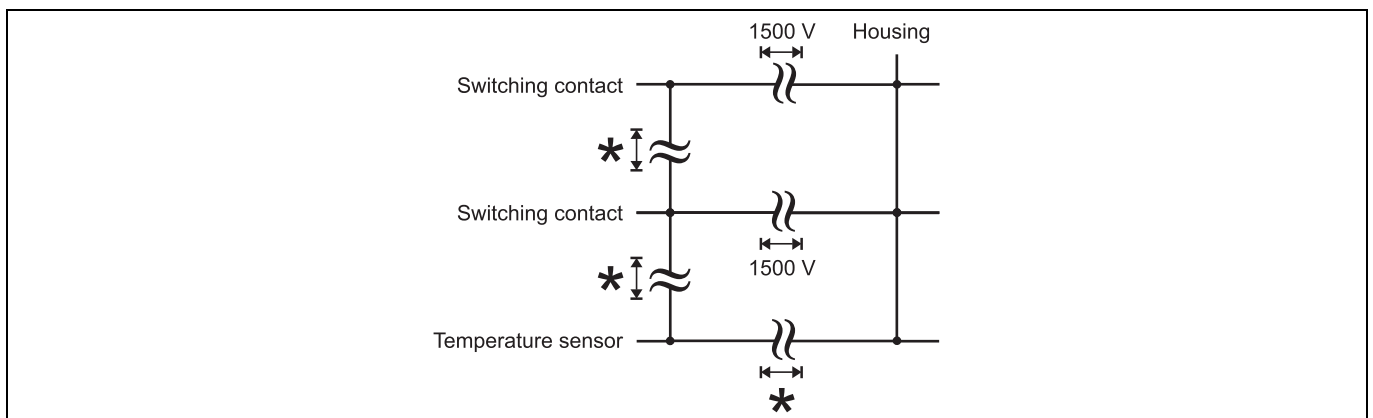 1500 V Housing
Switching contact
*
Switching contact
1500 V
*
Temperature sensor
*